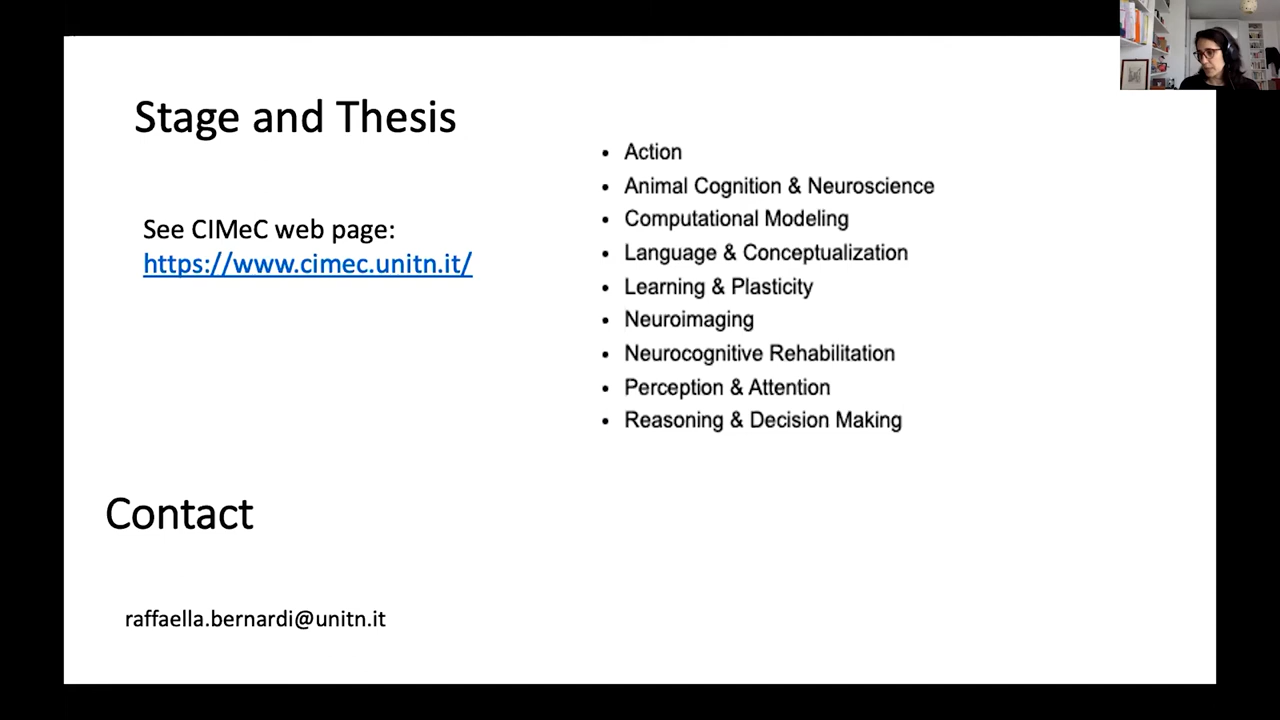 Stage and Thesis
See CIMeC web page:
https://www.cimec.unitn.it/
• Action
• Animal Cognition & Neuroscience
• Computational Modeling
• Language & Conceptualization
• Learning & Plasticity
• Neuroimaging
• Neurocognitive Rehabilitation
• Perception & Attention
• Reasoning & Decision Making
Contact
raffaella.bernardi@unitn.it